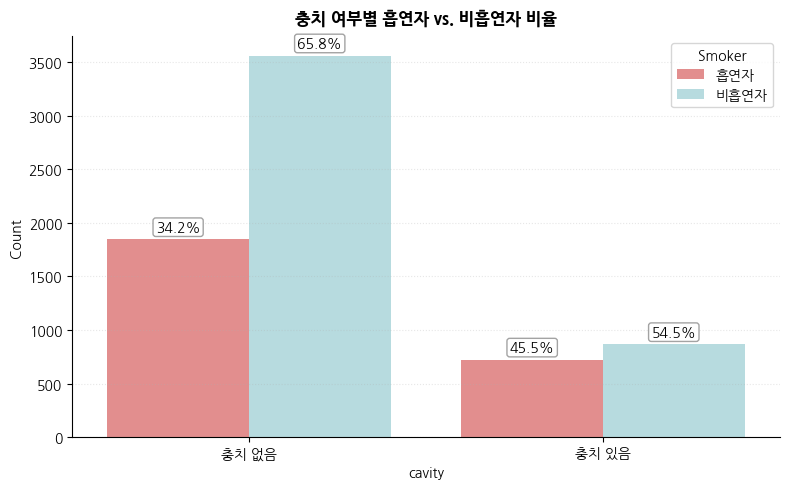 충치 여부별 흡연자 vs. 비흡연자 비율
65.8%
34.2%
45.5%
54.5%
Smoker
흡연자
비흡연자
Count
3500
3000
2500
2000
1500
1000
500
0
충치 없음
충치 있음
cavity